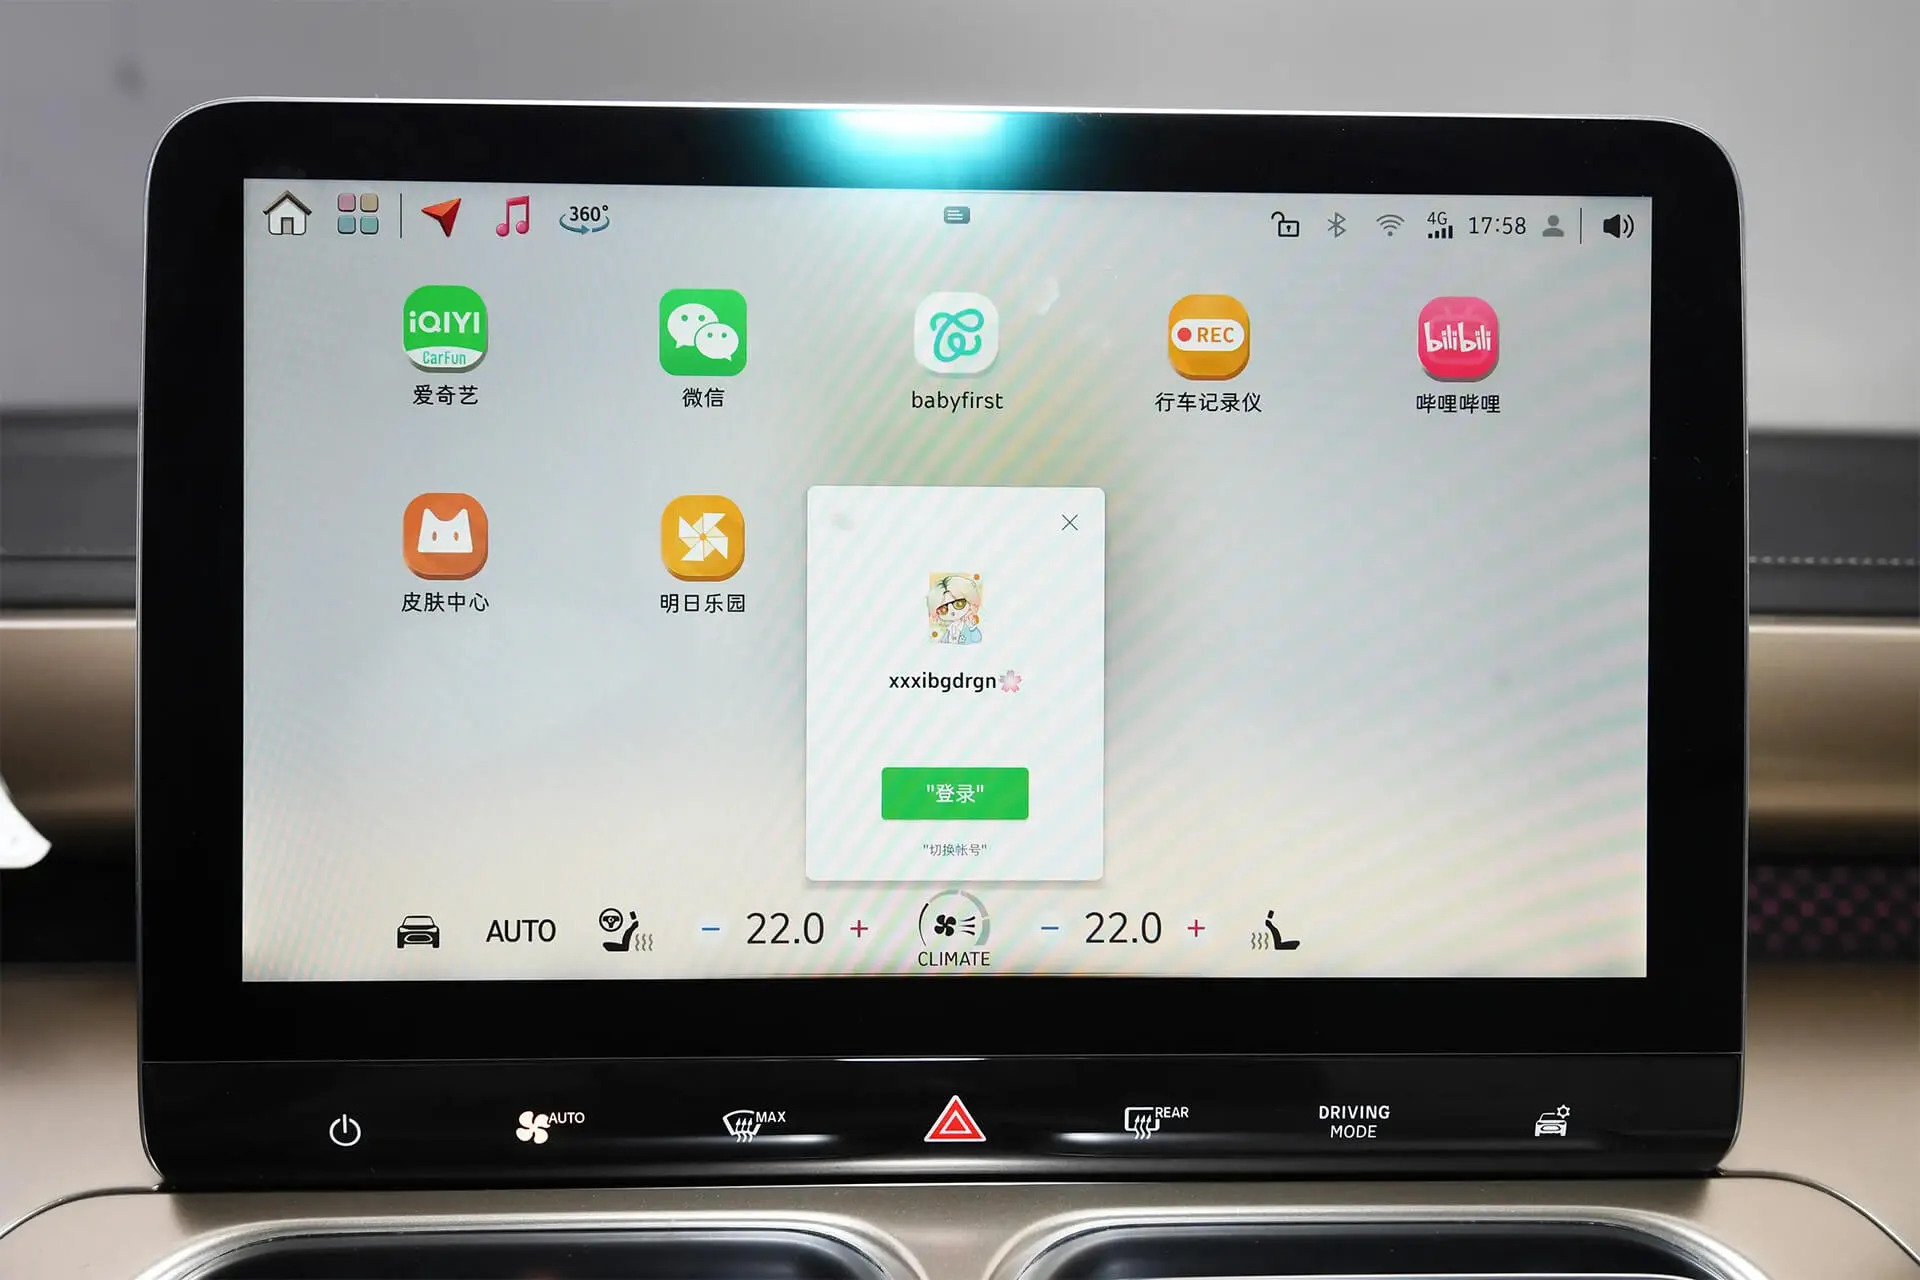 360°
4G
17:58
iQIYI
CarFun
爱奇艺
微信
babyfirst
REC
行车记录仪
bilibili
哔哩哔哩
皮肤中心
明日乐园
xxxibgdrgn🌸
"登录"
"切换帐号"
AUTO
− 22.0 +
CLIMATE
− 22.0 +
AUTO
MAX
REAR
DRIVING
MODE